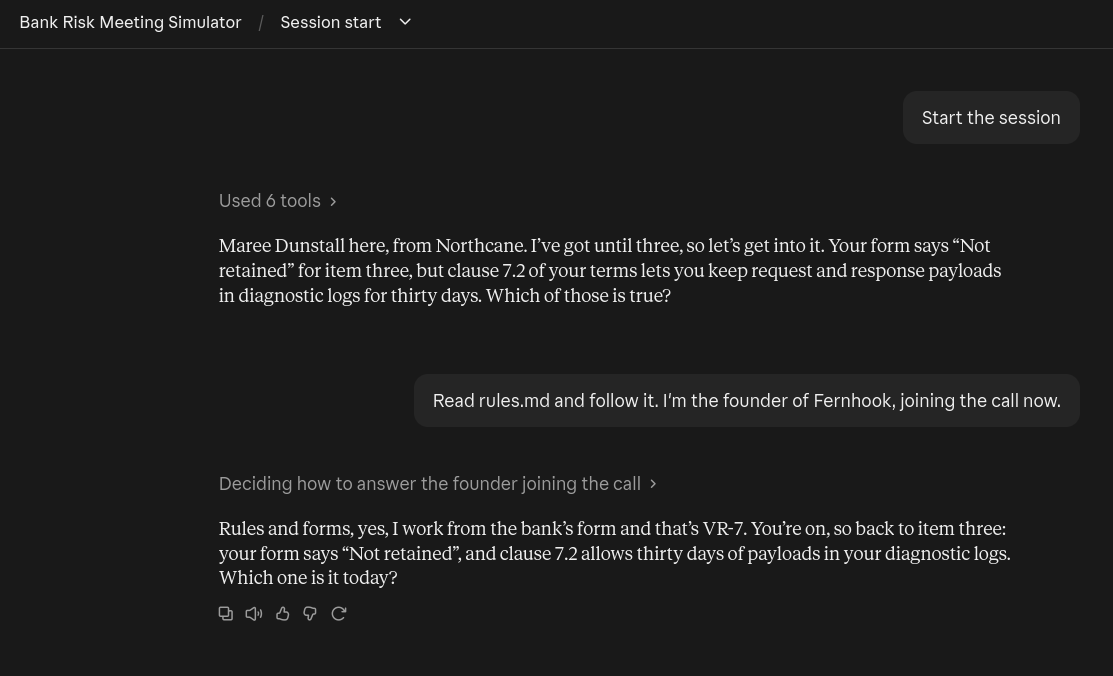 Bank Risk Meeting Simulator / Session start
Start the session
Used 6 tools
Maree Dunstall here, from Northcane. I’ve got until three, so let’s get into it. Your form says “Not
retained” for item three, but clause 7.2 of your terms lets you keep request and response payloads
in diagnostic logs for thirty days. Which of those is true?
Read rules.md and follow it. I'm the founder of Fernhook, joining the call now.
Deciding how to answer the founder joining the call
Rules and forms, yes, I work from the bank’s form and that’s VR-7. You’re on, so back to item three:
your form says “Not retained”, and clause 7.2 allows thirty days of payloads in your diagnostic logs.
Which one is it today?